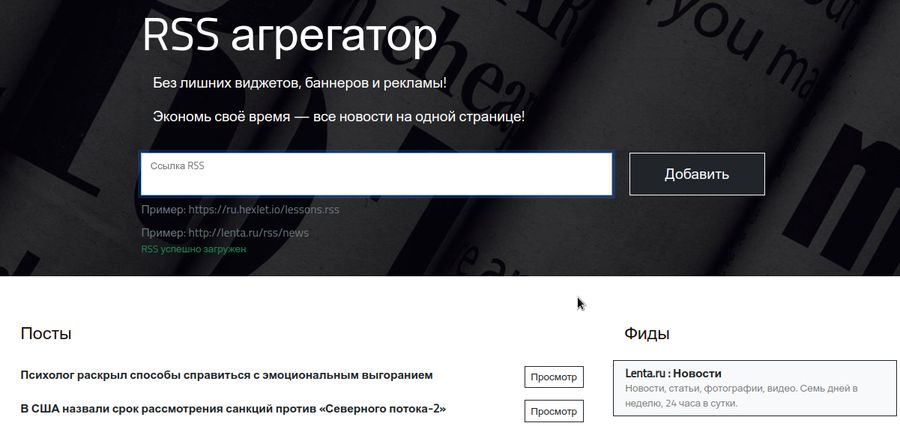 RSS агрегатор
Без лишних виджетов, баннеров и рекламы!
Экономь своё время — все новости на одной странице!
Ссылка RSS
Добавить
Пример: https://ru.hexlet.io/lessons.rss
Пример: http://lenta.ru/rss/news
RSS успешно загружен
Посты
Психолог раскрыл способы справиться с эмоциональным выгоранием
Просмотр
В США назвали срок рассмотрения санкций против «Северного потока-2»
Просмотр
Фиды
Lenta.ru : Новости
Новости, статьи, фотографии, видео. Семь дней в
неделю, 24 часа в сутки.